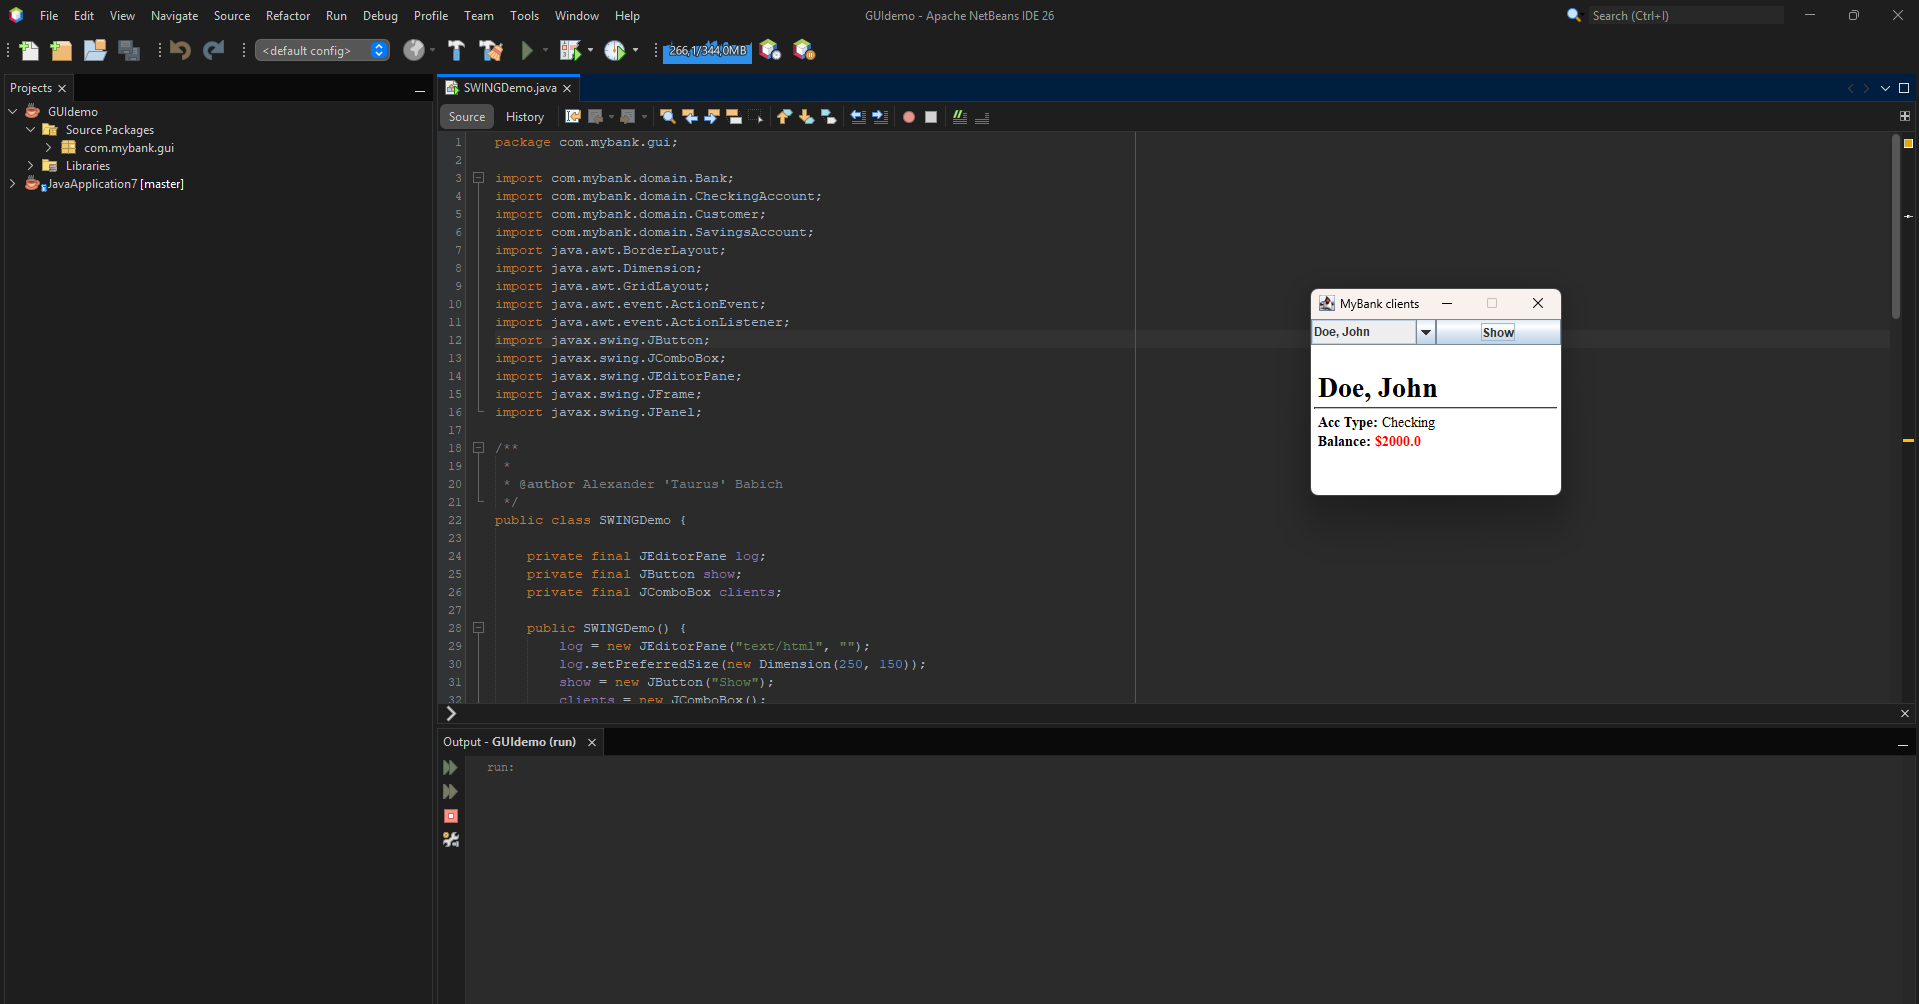 File Edit View Navigate Source Refactor Run Debug Profile Team Tools Window Help
GUIdemo - Apache NetBeans IDE 26
Search (Ctrl+I)
<default config>
266,1/344,0MB
Projects
GUIdemo
Source Packages
com.mybank.gui
Libraries
JavaApplication7 [master]
SWINGDemo.java
Source History
1 package com.mybank.gui;
2
3 import com.mybank.domain.Bank;
4 import com.mybank.domain.CheckingAccount;
5 import com.mybank.domain.Customer;
6 import com.mybank.domain.SavingsAccount;
7 import java.awt.BorderLayout;
8 import java.awt.Dimension;
9 import java.awt.GridLayout;
10 import java.awt.event.ActionEvent;
11 import java.awt.event.ActionListener;
12 import javax.swing.JButton;
13 import javax.swing.JComboBox;
14 import javax.swing.JEditorPane;
15 import javax.swing.JFrame;
16 import javax.swing.JPanel;
17
18 /**
19 *
20 * @author Alexander 'Taurus' Babich
21 */
22 public class SWINGDemo {
23
24 private final JEditorPane log;
25 private final JButton show;
26 private final JComboBox clients;
27
28 public SWINGDemo() {
29 log = new JEditorPane("text/html", "");
30 log.setPreferredSize(new Dimension(250, 150));
31 show = new JButton("Show");
32 clients = new JComboBox();
MyBank clients
Doe, John
Show
Doe, John
Acc Type: Checking
Balance: $2000.0
Output - GUIdemo (run)
run: